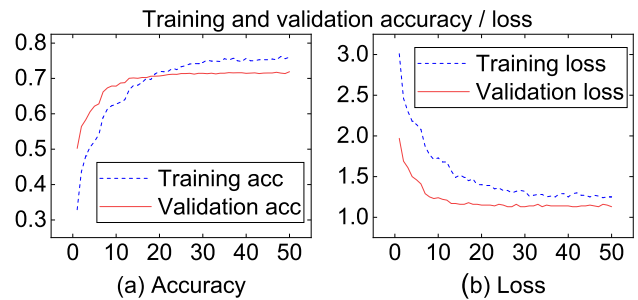 Training and validation accuracy / loss
0.8
0.7
0.6
0.5
0.4
0.3
Training acc
Validation acc
0 10 20 30 40 50
(a) Accuracy
3.0
2.5
2.0
1.5
1.0
Training loss
Validation loss
0 10 20 30 40 50
(b) Loss